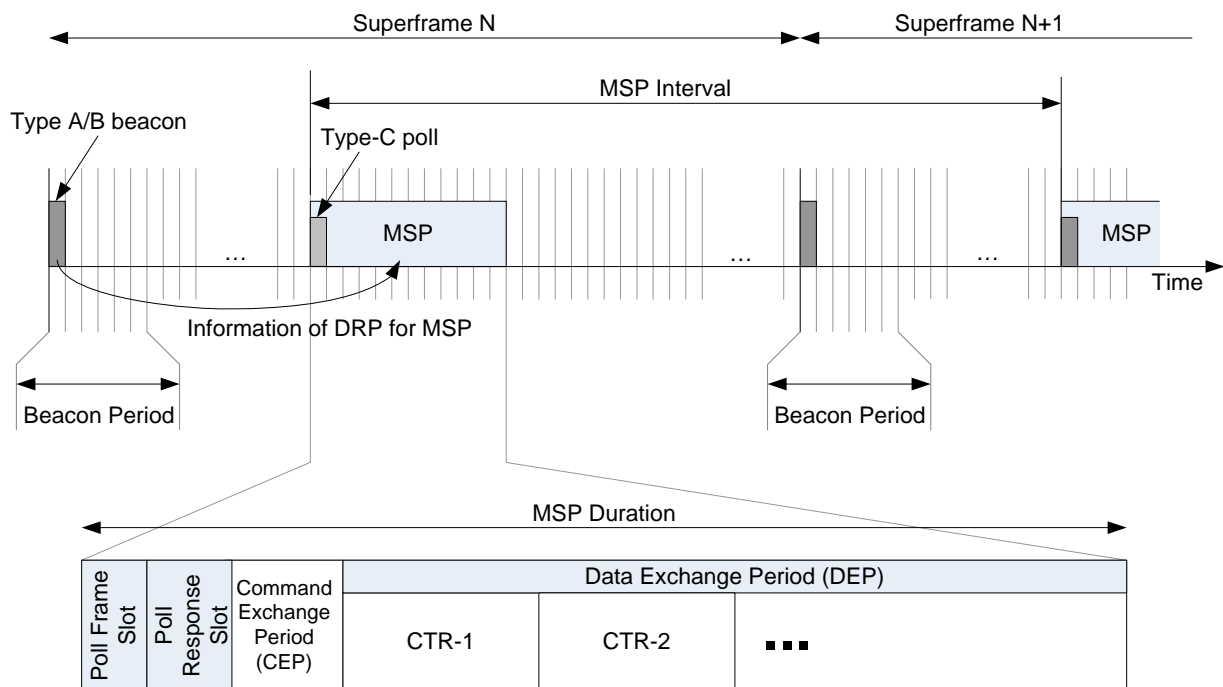 Superframe N
Superframe N+1
MSP Interval
Type A/B beacon
Type-C poll
MSP
MSP
...
...
...
Time
Information of DRP for MSP
Beacon Period
Beacon Period
MSP Duration
Poll Frame
Slot
Poll
Response
Slot
Command
Exchange
Period
(CEP)
Data Exchange Period (DEP)
CTR-1
CTR-2
...